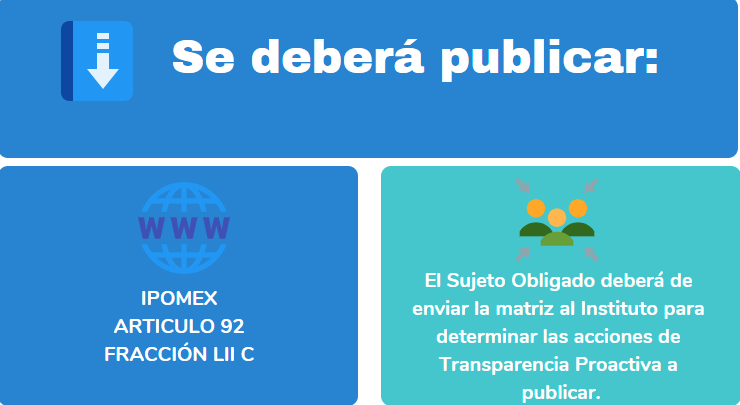 Se deberá publicar:
WWW
IPOMEX
ARTICULO 92
FRACCIÓN LII C
El Sujeto Obligado deberá de
enviar la matriz al Instituto para
determinar las acciones de
Transparencia Proactiva a
publicar.